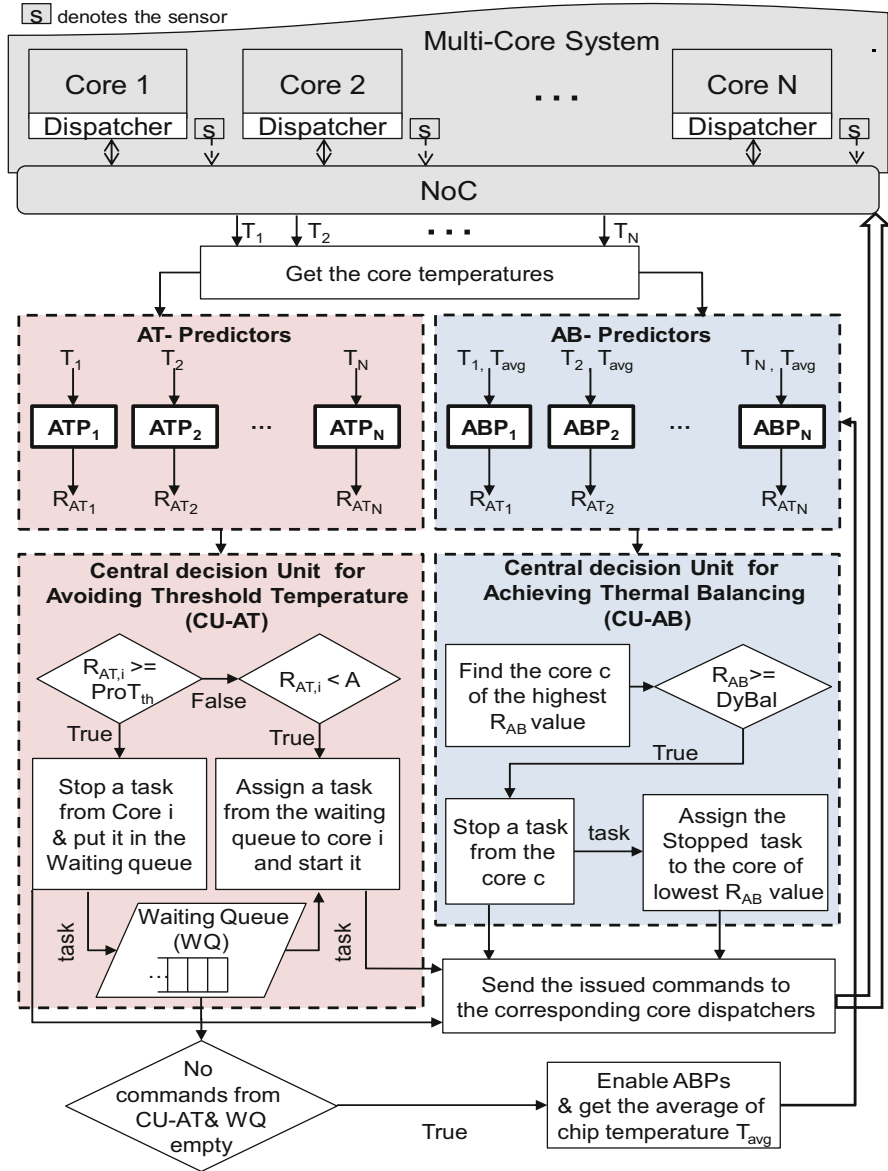 S denotes the sensor
Multi-Core System
Core 1
Core 2
...
Core N
Dispatcher
S
Dispatcher
S
Dispatcher
S
NoC
T1
T2
...
TN
Get the core temperatures
AT- Predictors
T1
T2
TN
ATP1
ATP2
...
ATPN
RAT1
RAT2
RATN
AB- Predictors
T1, Tavg
T2, Tavg
TN , Tavg
ABP1
ABP2
...
ABPN
RAT1
RAT2
RATN
Central decision Unit for
Avoiding Threshold Temperature
(CU-AT)
RAT,i >=
ProTth
False
RAT,i < A
True
True
Stop a task
from Core i
& put it in the
Waiting queue
Assign a task
from the waiting
queue to core i
and start it
task
Waiting Queue
(WQ)
...
task
Central decision Unit for
Achieving Thermal Balancing
(CU-AB)
Find the core c
of the highest
RAB value
RAB>=
DyBal
True
Stop a task
from the
core c
task
Assign the
Stopped task
to the core of
lowest RAB value
Send the issued commands to
the corresponding core dispatchers
No
commands from
CU-AT& WQ
empty
True
Enable ABPs
& get the average of
chip temperature Tavg